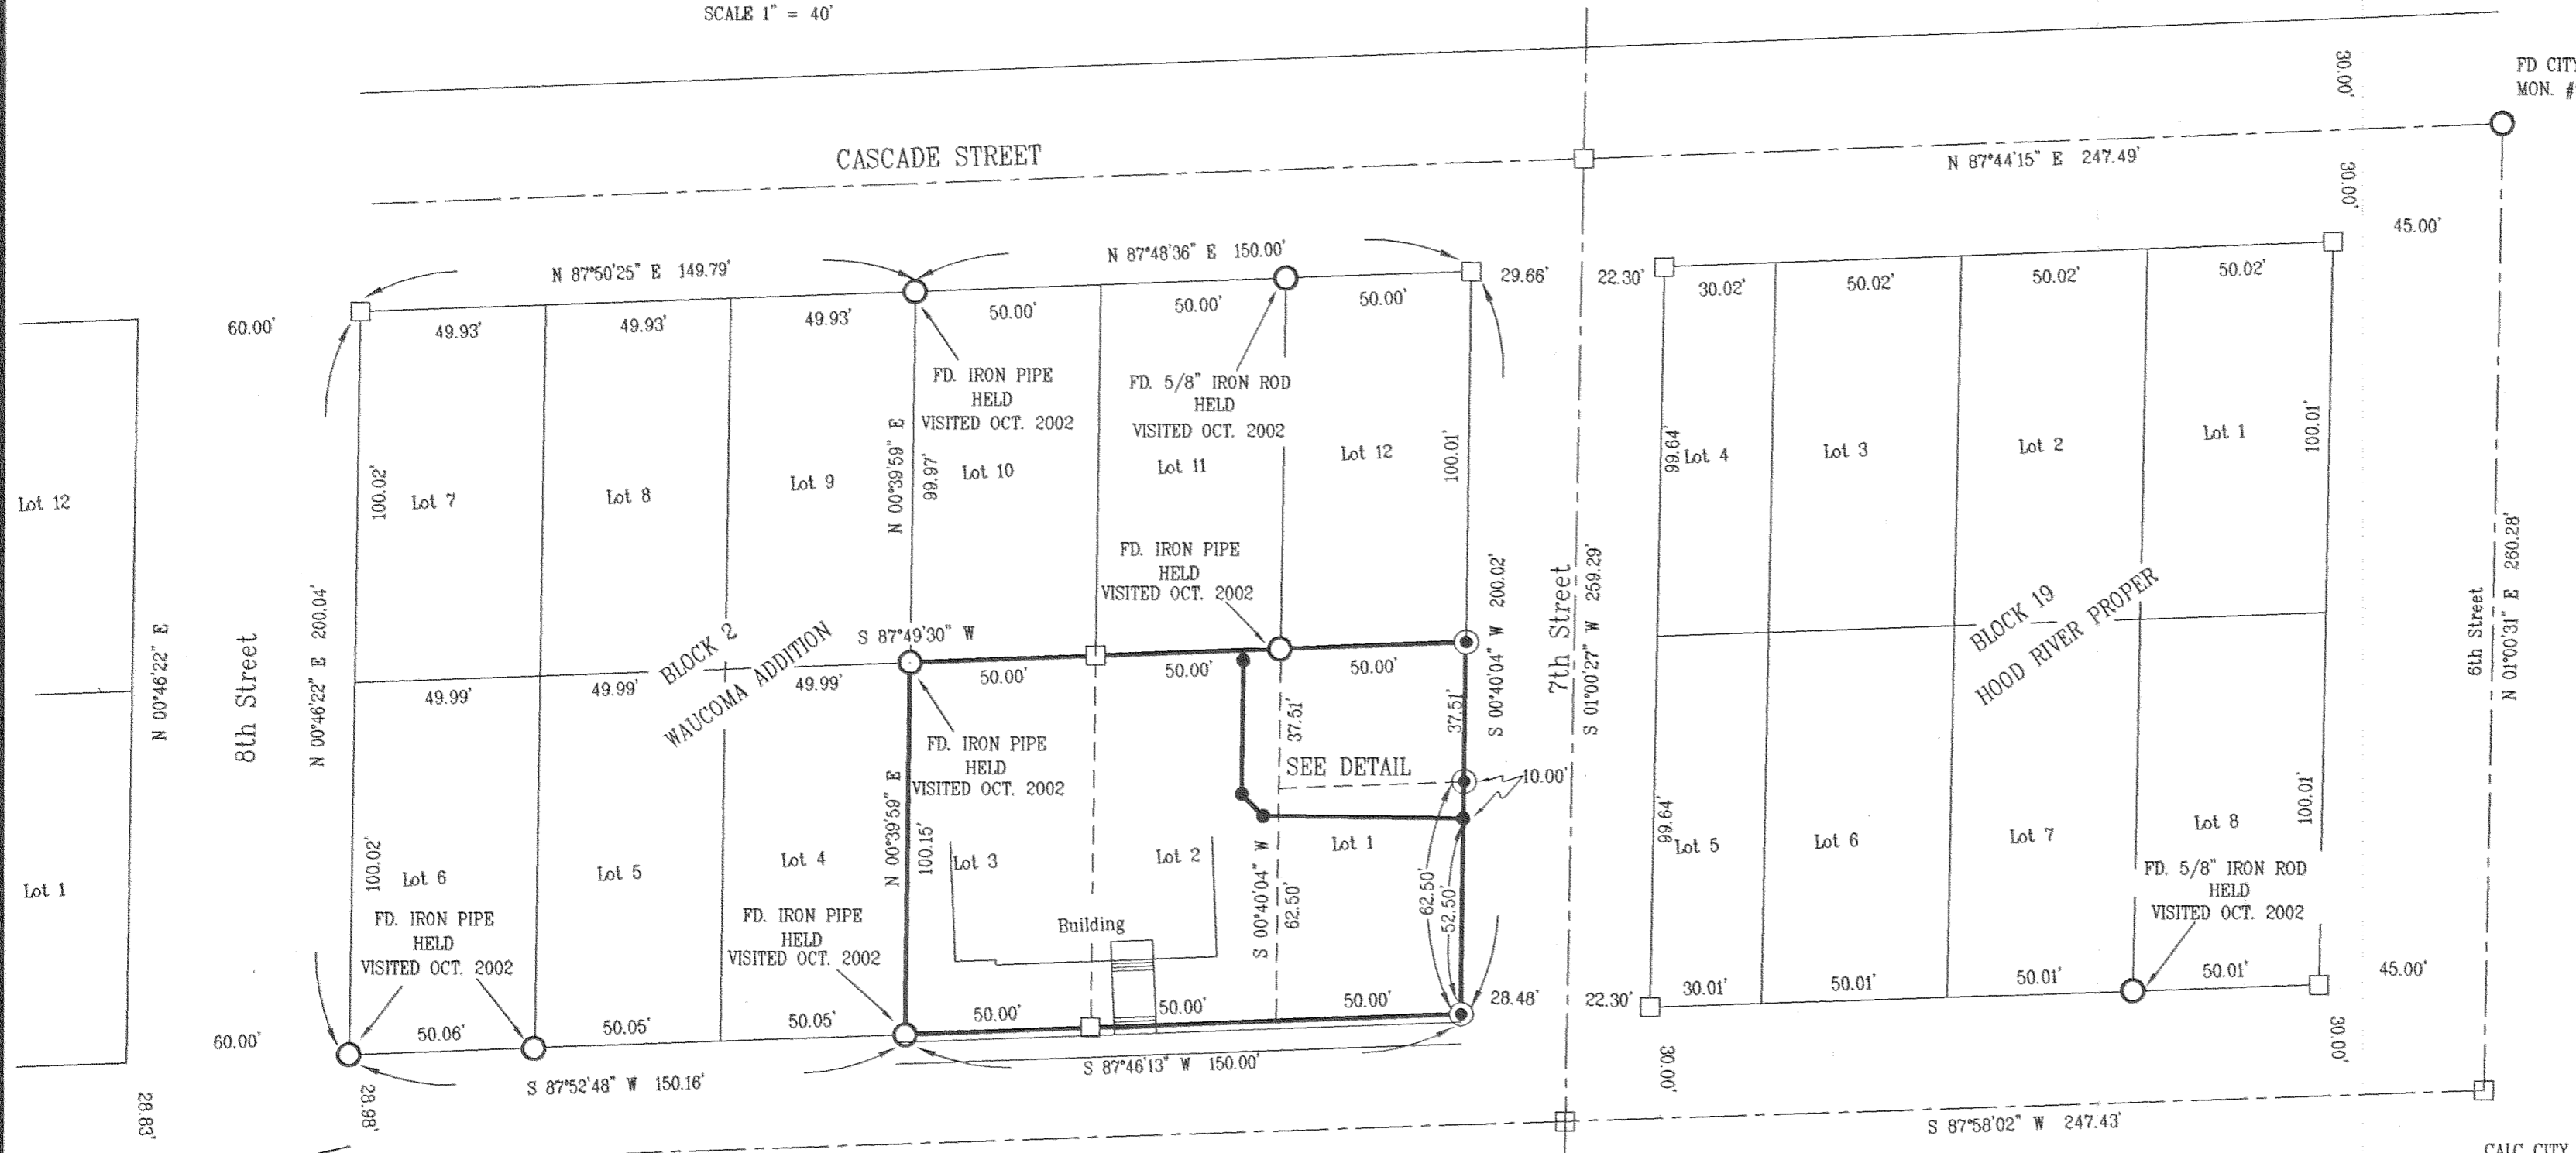 SCALE 1" = 40'
FD CITY
MON. #
30.00'
CASCADE STREET
N 87°44'15" E 247.49'
30.00'
45.00'
N 87°50'25" E 149.79'
N 87°48'36" E 150.00'
29.66'
22.30'
60.00'
49.93'
49.93'
49.93'
50.00'
50.00'
50.00'
30.02'
50.02'
50.02'
50.02'
FD. IRON PIPE
HELD
VISITED OCT. 2002
FD. 5/8" IRON ROD
HELD
VISITED OCT. 2002
Lot 12
100.02'
Lot 7
Lot 8
Lot 9
N 00°39'59" E
99.97'
Lot 10
Lot 11
Lot 12
100.01'
99.64'
Lot 4
Lot 3
Lot 2
Lot 1
100.01'
FD. IRON PIPE
HELD
VISITED OCT. 2002
N 00°46'22" E
8th Street
N 00°46'22" E 200.04'
BLOCK 2
WAUCOMA ADDITION
S 87°49'30" W
49.99'
49.99'
49.99'
50.00'
50.00'
50.00'
37.51'
37.51'
S 00°40'04" W 200.02'
7th Street
S 01°00'27" W 259.29'
BLOCK 19
HOOD RIVER PROPER
6th Street
N 01°00'31" E 260.28'
FD. IRON PIPE
HELD
VISITED OCT. 2002
SEE DETAIL
10.00'
Lot 1
100.02'
Lot 6
Lot 5
Lot 4
N 00°39'59" E
100.15'
Lot 3
Lot 2
Lot 1
S 00°40'04" W
62.50'
62.50'
52.50'
99.64'
Lot 5
Lot 6
Lot 7
Lot 8
100.01'
FD. IRON PIPE
HELD
VISITED OCT. 2002
FD. IRON PIPE
HELD
VISITED OCT. 2002
Building
FD. 5/8" IRON ROD
HELD
VISITED OCT. 2002
60.00'
50.06'
50.05'
50.05'
50.00'
50.00'
50.00'
28.48'
22.30'
30.01'
50.01'
50.01'
50.01'
45.00'
S 87°52'48" W 150.16'
S 87°46'13" W 150.00'
28.83'
28.98'
30.00'
30.00'
S 87°58'02" W 247.43'
CALC CITY